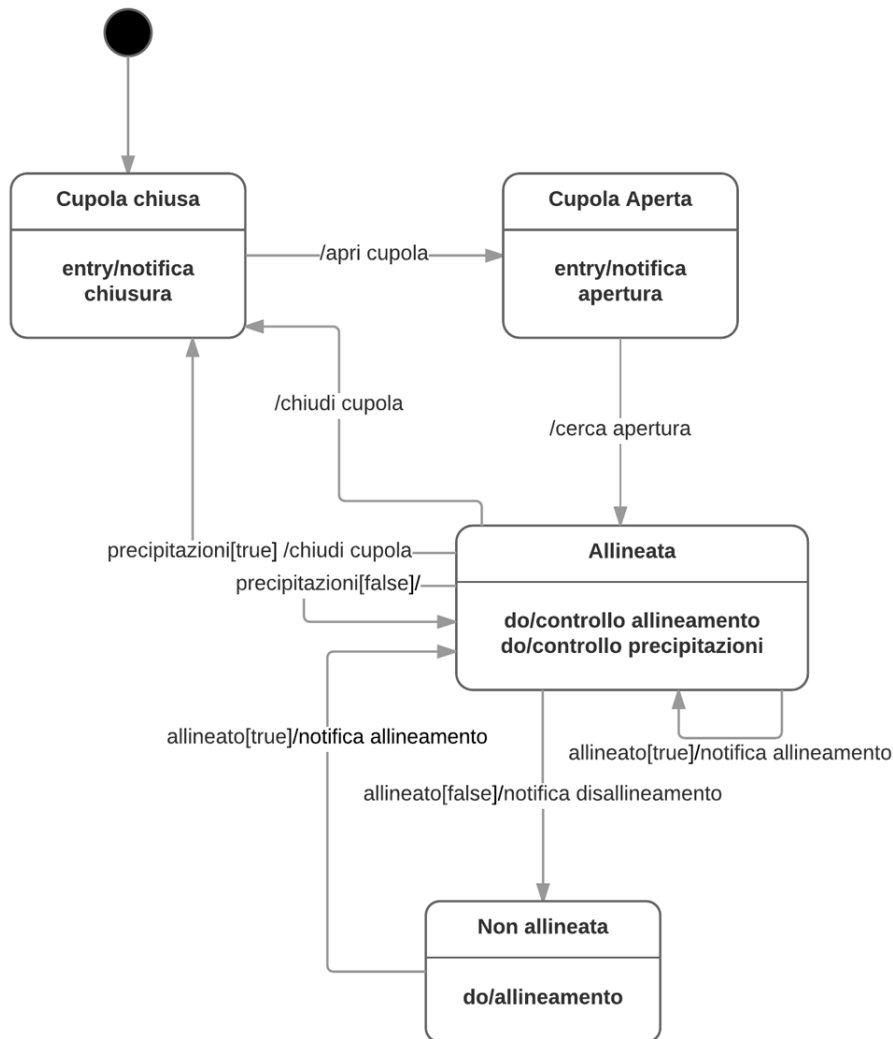 Cupola chiusa
entry/notifica
chiusura
/apri cupola
Cupola Aperta
entry/notifica
apertura
/chiudi cupola
/cerca apertura
precipitazioni[true] /chiudi cupola
precipitazioni[false]/
Allineata
do/controllo allineamento
do/controllo precipitazioni
allineato[true]/notifica allineamento
allineato[true]/notifica allineamento
allineato[false]/notifica disallineamento
Non allineata
do/allineamento